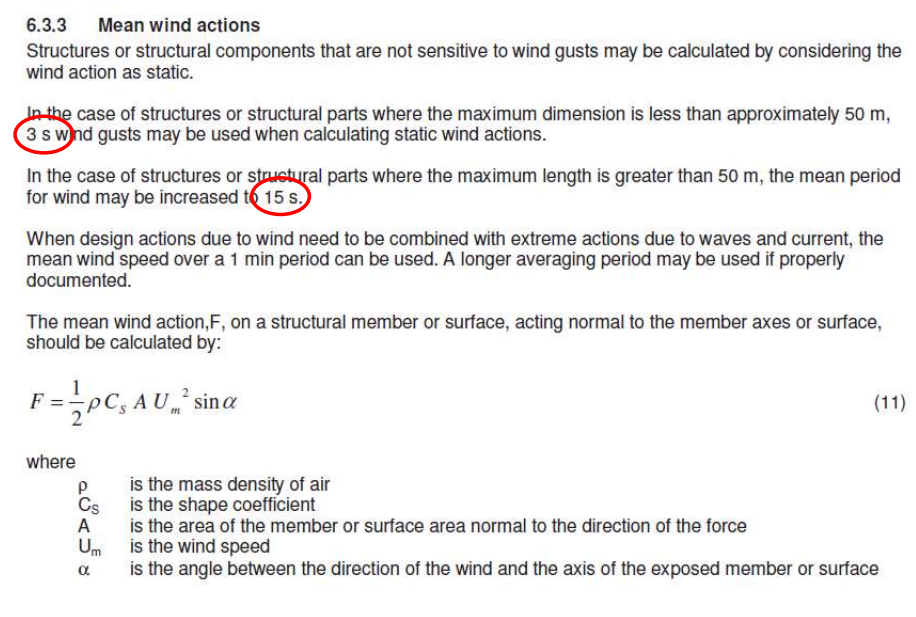 6.3.3 Mean wind actions
Structures or structural components that are not sensitive to wind gusts may be calculated by considering the
wind action as static.
In the case of structures or structural parts where the maximum dimension is less than approximately 50 m,
3 s wind gusts may be used when calculating static wind actions.
In the case of structures or structural parts where the maximum length is greater than 50 m, the mean period
for wind may be increased to 15 s.
When design actions due to wind need to be combined with extreme actions due to waves and current, the
mean wind speed over a 1 min period can be used. A longer averaging period may be used if properly
documented.
The mean wind action,F, on a structural member or surface, acting normal to the member axes or surface,
should be calculated by:
F = 1/2 ρ C_S A U_m² sin α (11)
where
ρ is the mass density of air
C_S is the shape coefficient
A is the area of the member or surface area normal to the direction of the force
U_m is the wind speed
α is the angle between the direction of the wind and the axis of the exposed member or surface